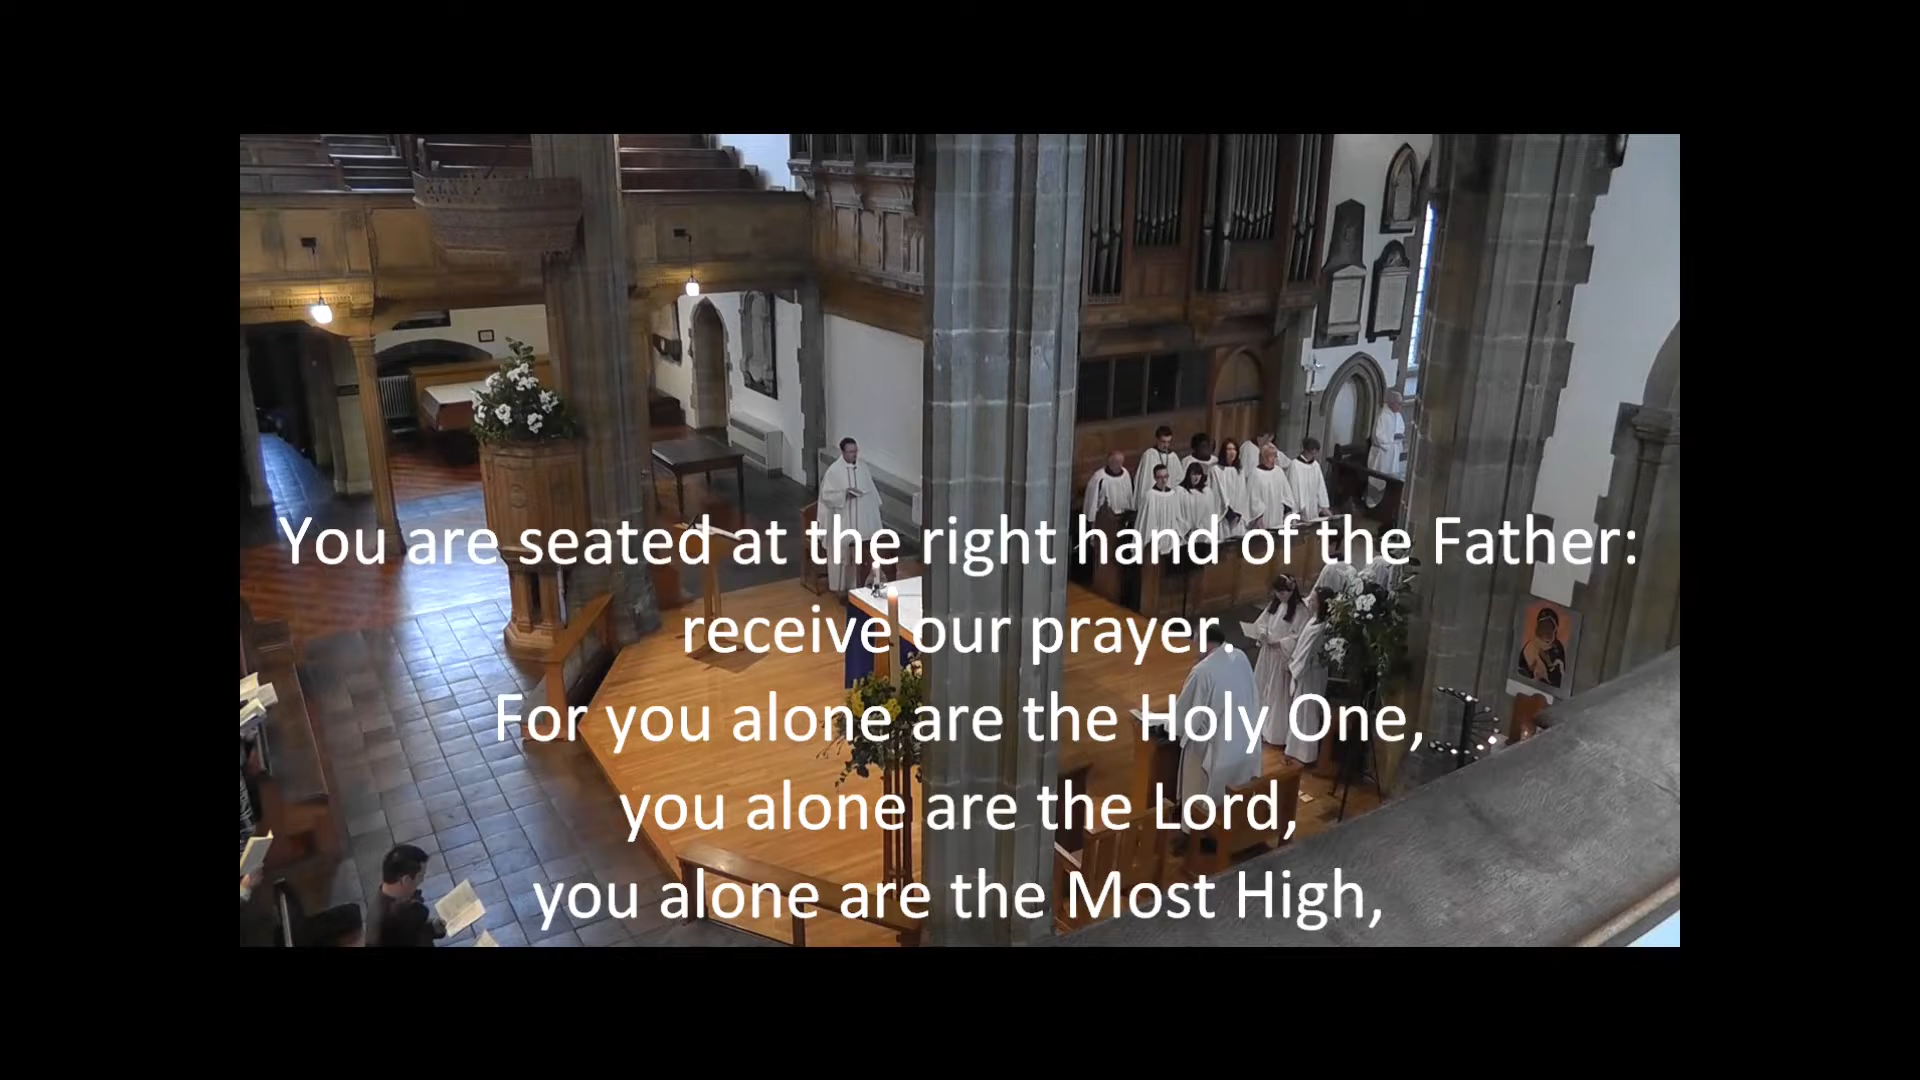 You are seated at the right hand of the Father:
receive our prayer.
For you alone are the Holy One,
you alone are the Lord,
you alone are the Most High,